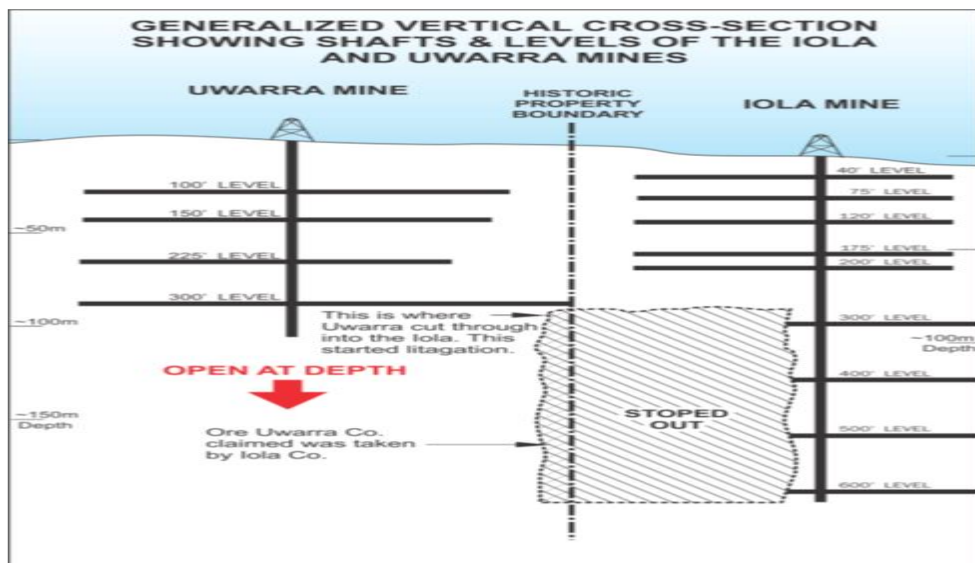 GENERALIZED VERTICAL CROSS-SECTION
SHOWING SHAFTS & LEVELS OF THE IOLA
AND UWARRA MINES
UWARRA MINE
HISTORIC
PROPERTY
BOUNDARY
IOLA MINE
100' LEVEL
150' LEVEL
~50m
225' LEVEL
300' LEVEL
~100m
40' LEVEL
75' LEVEL
120' LEVEL
175' LEVEL
200' LEVEL
300' LEVEL
~100m
Depth
400' LEVEL
500' LEVEL
600' LEVEL
This is where
Uwarra cut through
into the Iola. This
started litagation.
OPEN AT DEPTH
~150m
Depth
Ore Uwarra Co.
claimed was taken
by Iola Co.
STOPED
OUT